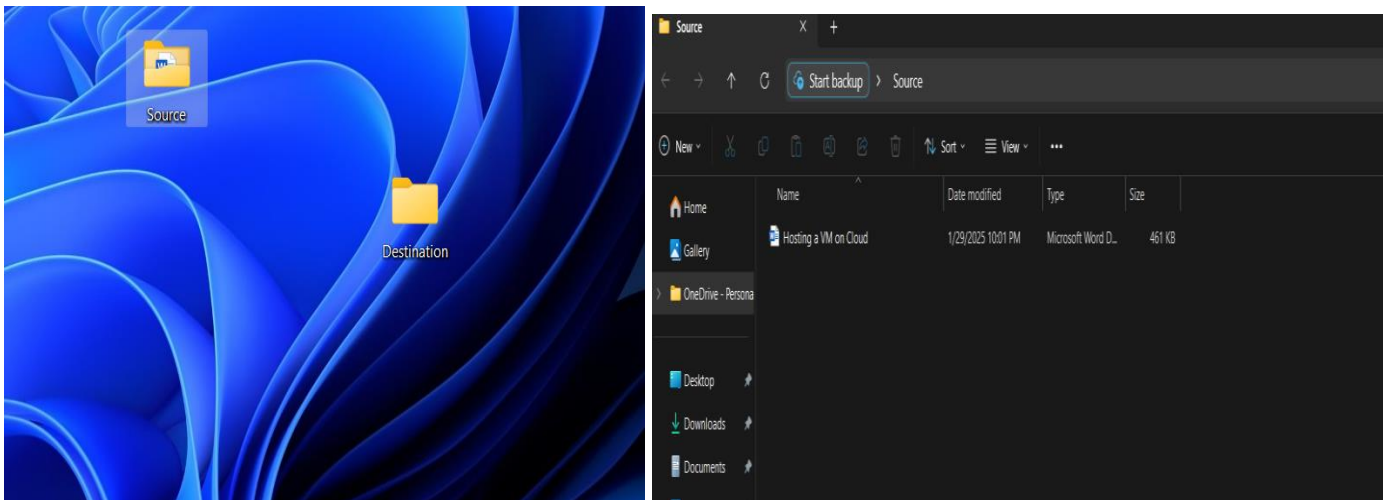 Source
Destination
Source
Start backup > Source
New Sort View
Name Date modified Type Size
Hosting a VM on Cloud 1/29/2025 10:01 PM Microsoft Word D... 461 KB
Home
Gallery
OneDrive - Persona
Desktop
Downloads
Documents